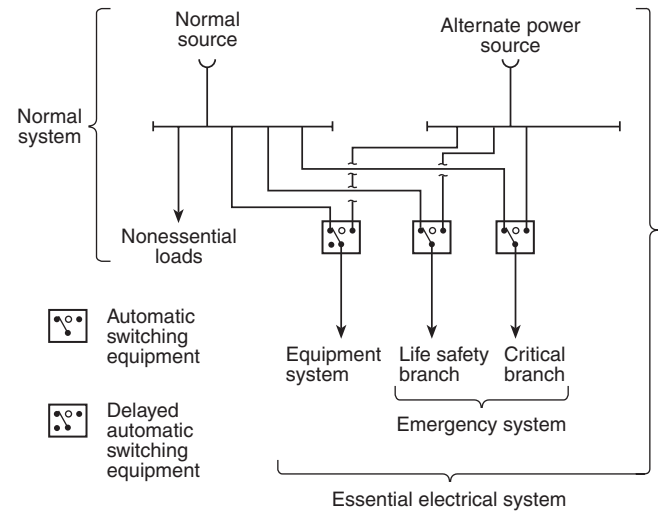 Normal
source
Alternate power
source
Normal
system
Nonessential
loads
Automatic
switching
equipment
Delayed
automatic
switching
equipment
Equipment
system
Life safety
branch
Critical
branch
Emergency system
Essential electrical system